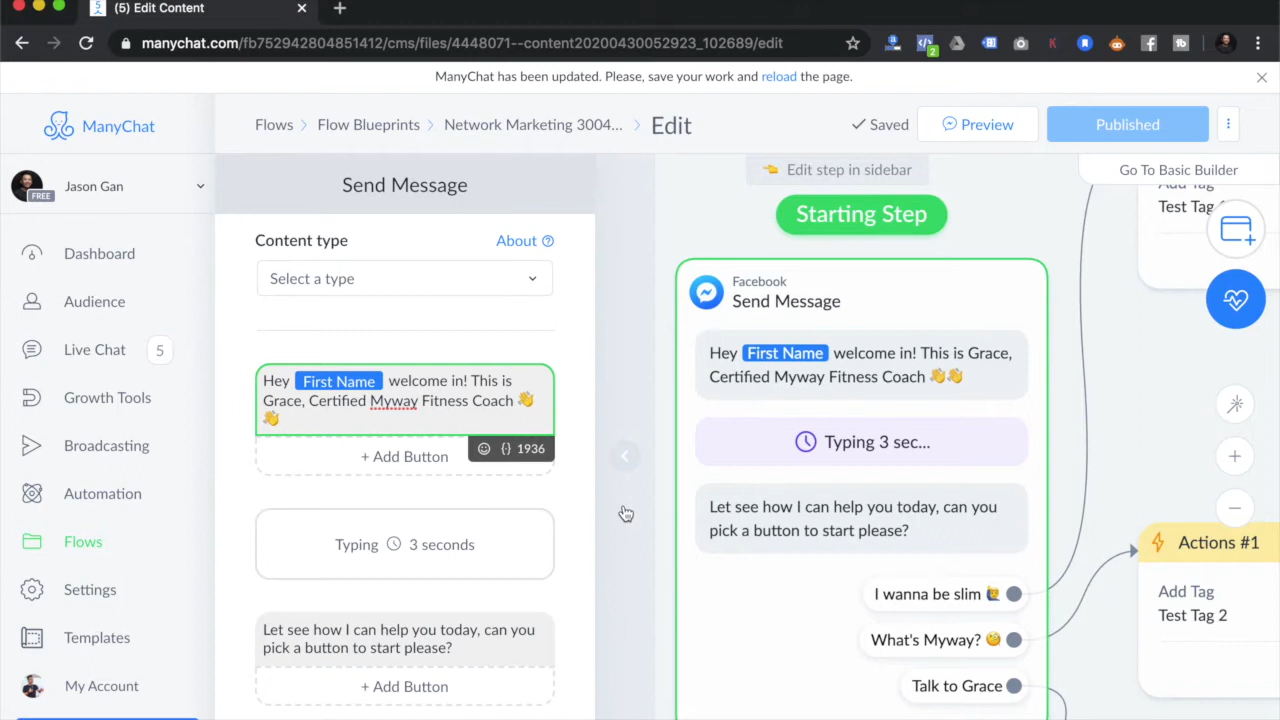 (5) Edit Content
manychat.com/fb752942804851412/cms/files/4448071--content20200430052923_102689/edit
2
ManyChat has been updated. Please, save your work and reload the page.
ManyChat
Flows
Flow Blueprints
Network Marketing 3004...
Edit
Saved
Preview
Published
Jason Gan
FREE
Dashboard
Audience
Live Chat
5
Growth Tools
Broadcasting
Automation
Flows
Settings
Templates
My Account
Send Message
Content type
About
Select a type
Hey First Name welcome in! This is
Grace, Certified Myway Fitness Coach 👋
👋
{} 1936
+ Add Button
Typing 3 seconds
Let see how I can help you today, can you
pick a button to start please?
+ Add Button
👈 Edit step in sidebar
Go To Basic Builder
Starting Step
Facebook
Send Message
Hey First Name welcome in! This is Grace,
Certified Myway Fitness Coach 👋👋
Typing 3 sec...
Let see how I can help you today, can you
pick a button to start please?
I wanna be slim 🙋‍♂️
What's Myway? 🧐
Talk to Grace
Add Tag
Test Tag
Actions #1
Add Tag
Test Tag 2